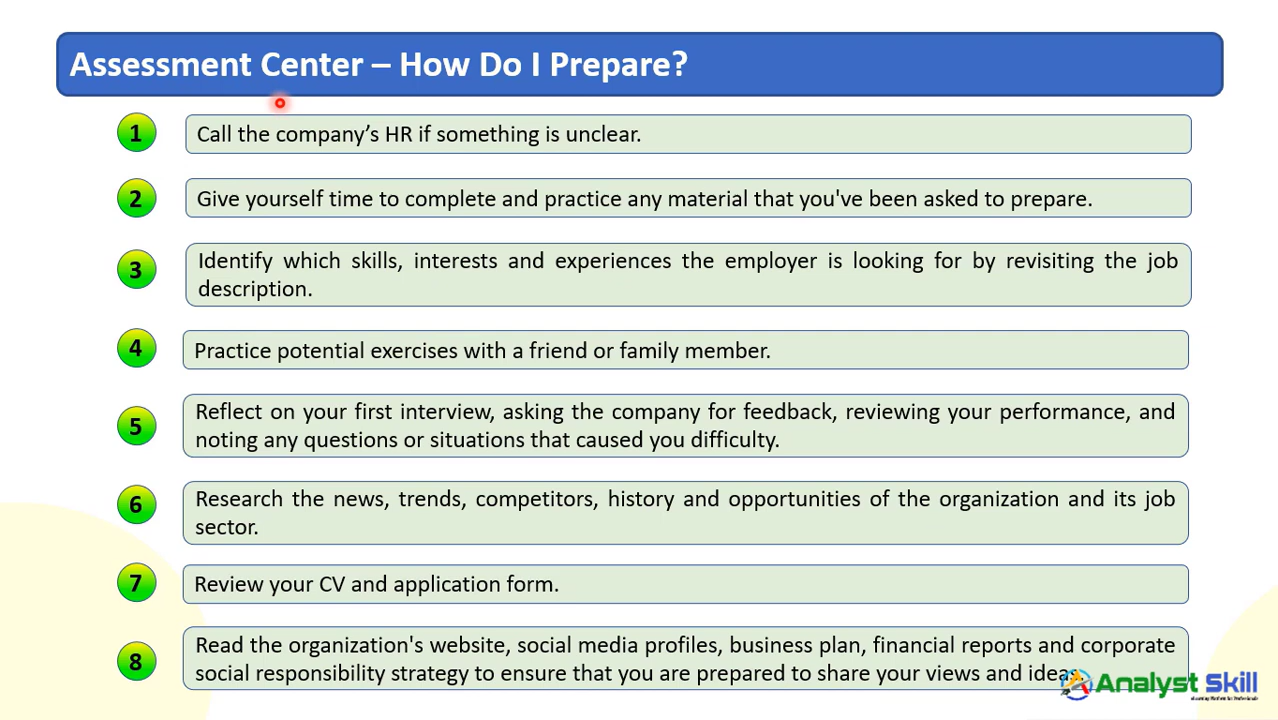 Assessment Center – How Do I Prepare?
1
Call the company’s HR if something is unclear.
2
Give yourself time to complete and practice any material that you've been asked to prepare.
3
Identify which skills, interests and experiences the employer is looking for by revisiting the job
description.
4
Practice potential exercises with a friend or family member.
5
Reflect on your first interview, asking the company for feedback, reviewing your performance, and
noting any questions or situations that caused you difficulty.
6
Research the news, trends, competitors, history and opportunities of the organization and its job
sector.
7
Review your CV and application form.
8
Read the organization's website, social media profiles, business plan, financial reports and corporate
social responsibility strategy to ensure that you are prepared to share your views and ideas
Analyst Skill
eLearning Platform for Professionals